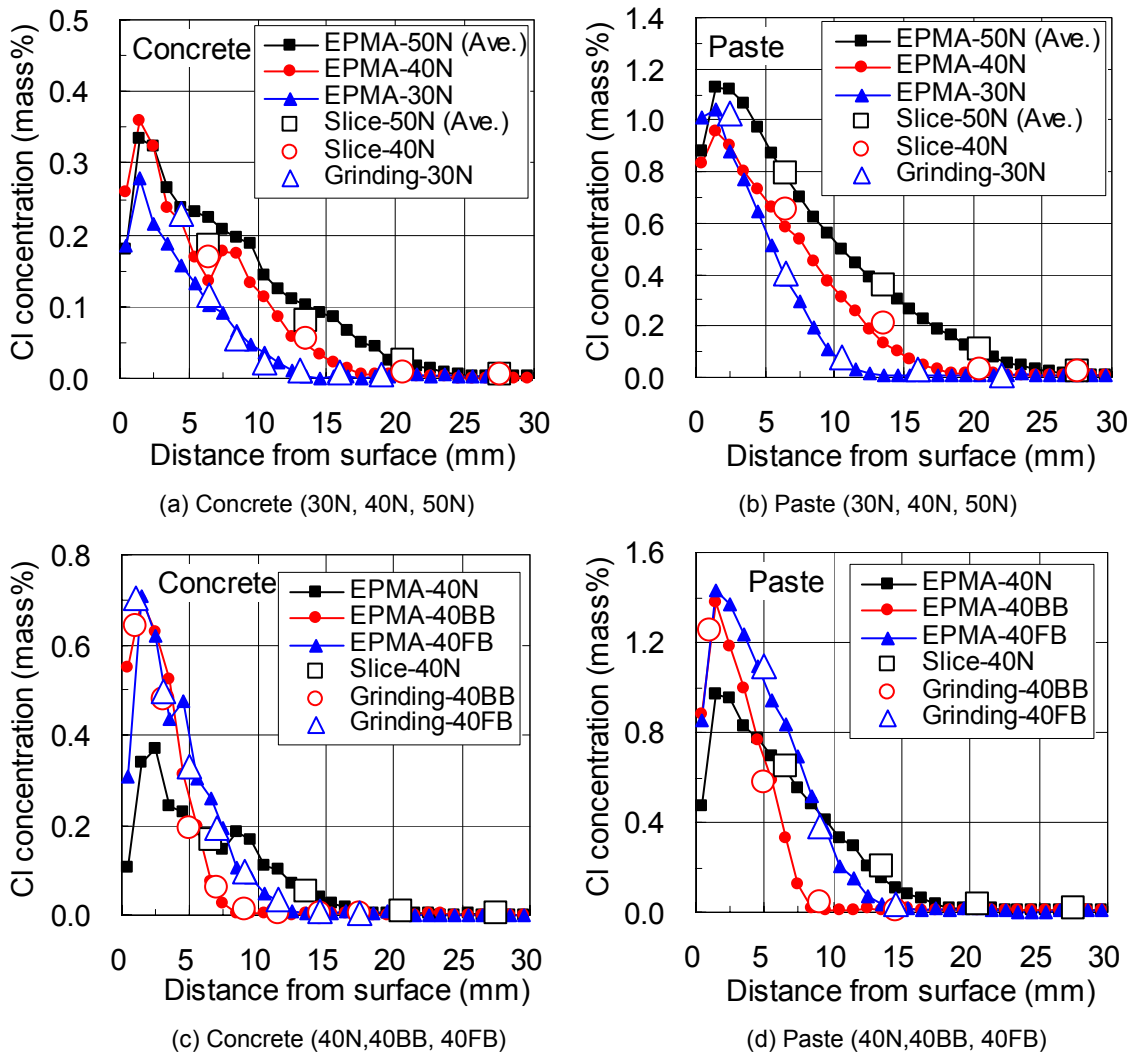 Concrete
EPMA-50N (Ave.)
EPMA-40N
EPMA-30N
Slice-50N (Ave.)
Slice-40N
Grinding-30N
Cl concentration (mass%)
0.5
0.4
0.3
0.2
0.1
0.0
0 5 10 15 20 25 30
Distance from surface (mm)
(a) Concrete (30N, 40N, 50N)
Paste
EPMA-50N (Ave.)
EPMA-40N
EPMA-30N
Slice-50N (Ave.)
Slice-40N
Grinding-30N
Cl concentration (mass%)
1.4
1.2
1.0
0.8
0.6
0.4
0.2
0.0
0 5 10 15 20 25 30
Distance from surface (mm)
(b) Paste (30N, 40N, 50N)
Concrete
EPMA-40N
EPMA-40BB
EPMA-40FB
Slice-40N
Grinding-40BB
Grinding-40FB
Cl concentration (mass%)
0.8
0.6
0.4
0.2
0.0
0 5 10 15 20 25 30
Distance from surface (mm)
(c) Concrete (40N,40BB, 40FB)
Paste
EPMA-40N
EPMA-40BB
EPMA-40FB
Slice-40N
Grinding-40BB
Grinding-40FB
Cl concentration (mass%)
1.6
1.2
0.8
0.4
0.0
0 5 10 15 20 25 30
Distance from surface (mm)
(d) Paste (40N,40BB, 40FB)